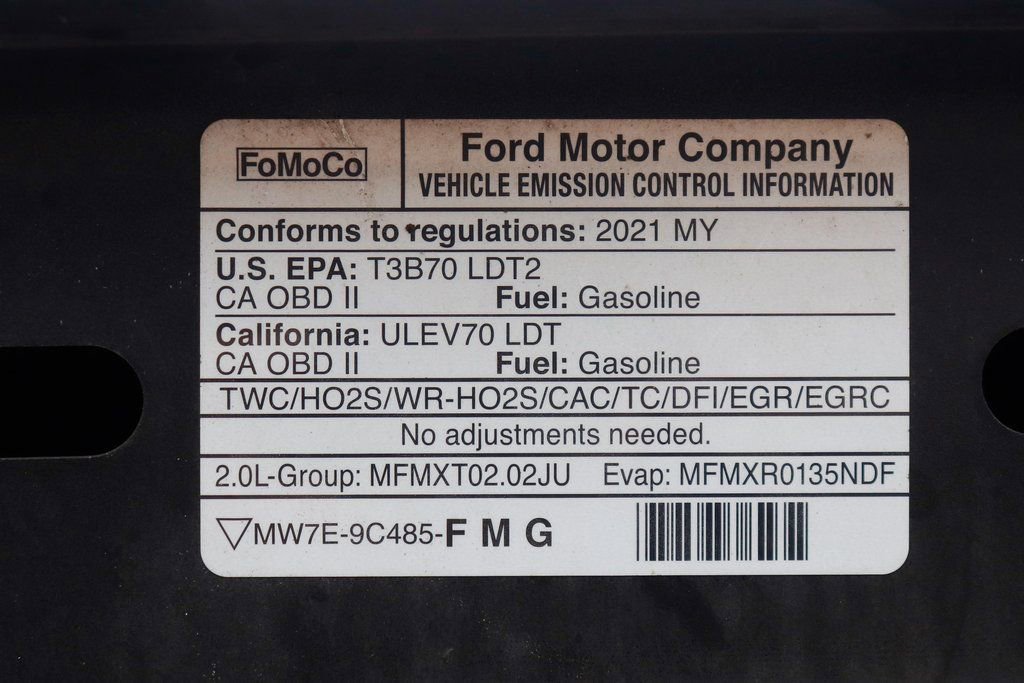 FoMoCo
Ford Motor Company
VEHICLE EMISSION CONTROL INFORMATION
Conforms to regulations: 2021 MY
U.S. EPA: T3B70 LDT2
CA OBD II Fuel: Gasoline
California: ULEV70 LDT
CA OBD II Fuel: Gasoline
TWC/HO2S/WR-HO2S/CAC/TC/DFI/EGR/EGRC
No adjustments needed.
2.0L-Group: MFMXT02.02JU Evap: MFMXR0135NDF
▽MW7E-9C485-F M G